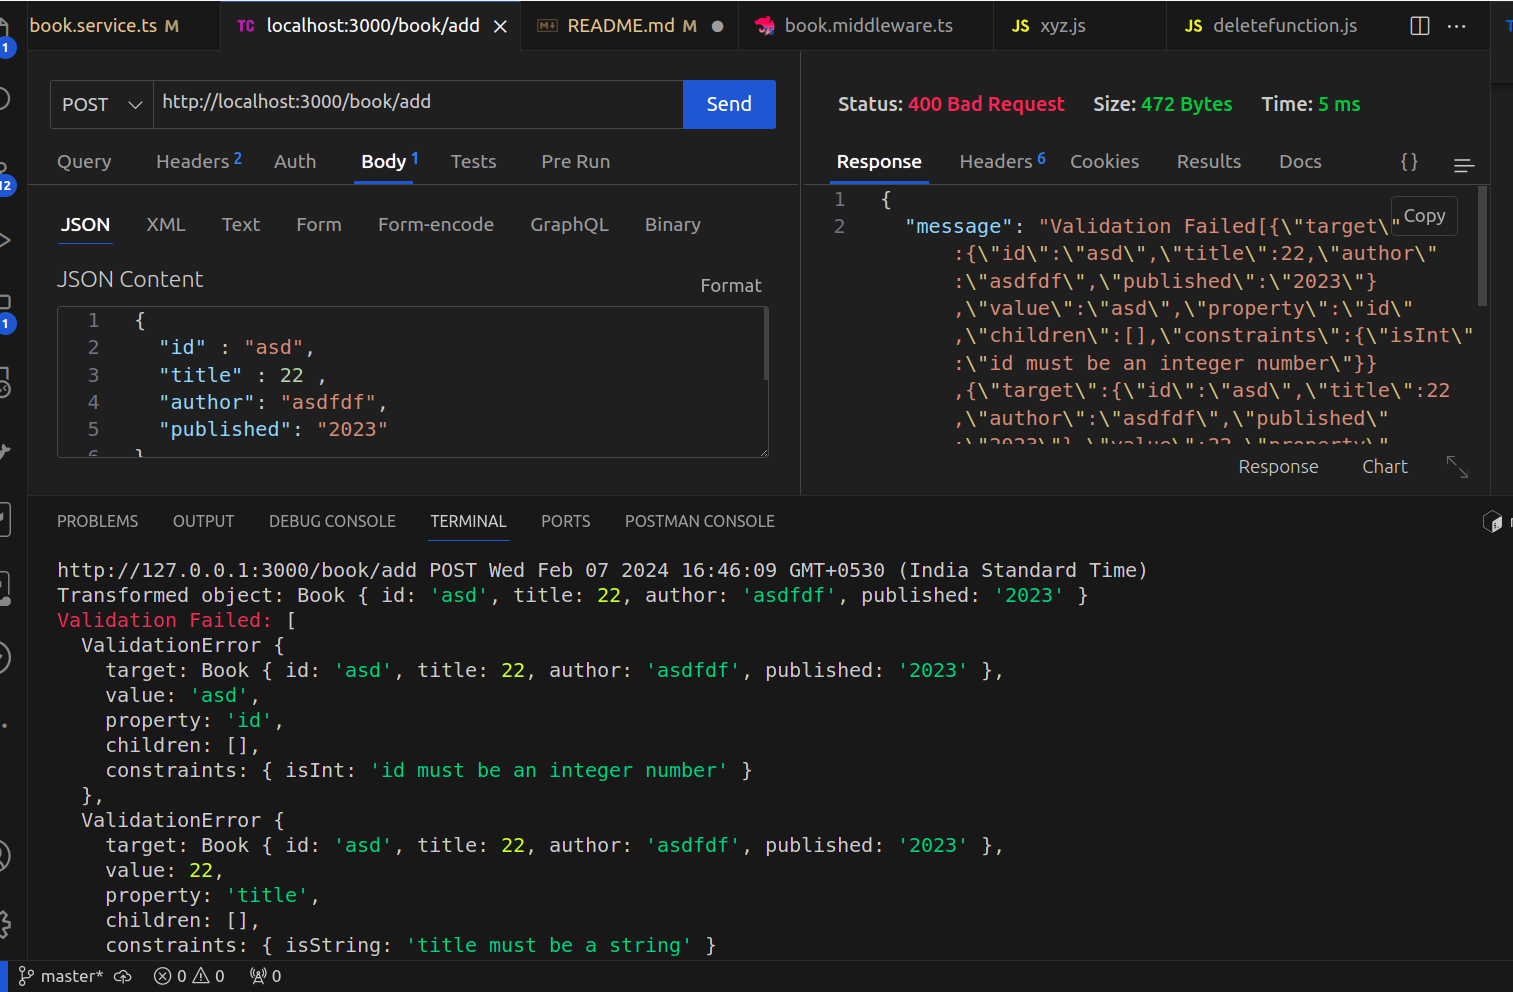 book.service.ts M
TC localhost:3000/book/add
README.md M
book.middleware.ts
JS xyz.js
JS deletefunction.js
POST http://localhost:3000/book/add Send
Query Headers 2 Auth Body 1 Tests Pre Run
JSON XML Text Form Form-encode GraphQL Binary
JSON Content
Format
1 {
2 "id" : "asd",
3 "title" : 22 ,
4 "author": "asdfdf",
5 "published": "2023"
6 }
Status: 400 Bad Request Size: 472 Bytes Time: 5 ms
Response Headers 6 Cookies Results Docs {}
Copy
1 {
2 "message": "Validation Failed[{\"target\"
:{\"id\":\"asd\",\"title\":22,\"author\"
:\"asdfdf\",\"published\":\"2023\"}
,\"value\":\"asd\",\"property\":\"id\"
,\"children\":[],\"constraints\":{\"isInt\"
:\"id must be an integer number\"}}
,{\"target\":{\"id\":\"asd\",\"title\":22
,\"author\":\"asdfdf\",\"published\"
:\"2023\"},\"value\":22,\"property\"
Response Chart
PROBLEMS OUTPUT DEBUG CONSOLE TERMINAL PORTS POSTMAN CONSOLE
http://127.0.0.1:3000/book/add POST Wed Feb 07 2024 16:46:09 GMT+0530 (India Standard Time)
Transformed object: Book { id: 'asd', title: 22, author: 'asdfdf', published: '2023' }
Validation Failed: [
ValidationError {
target: Book { id: 'asd', title: 22, author: 'asdfdf', published: '2023' },
value: 'asd',
property: 'id',
children: [],
constraints: { isInt: 'id must be an integer number' }
},
ValidationError {
target: Book { id: 'asd', title: 22, author: 'asdfdf', published: '2023' },
value: 22,
property: 'title',
children: [],
constraints: { isString: 'title must be a string' }
1
12
1
master* 0 0 0